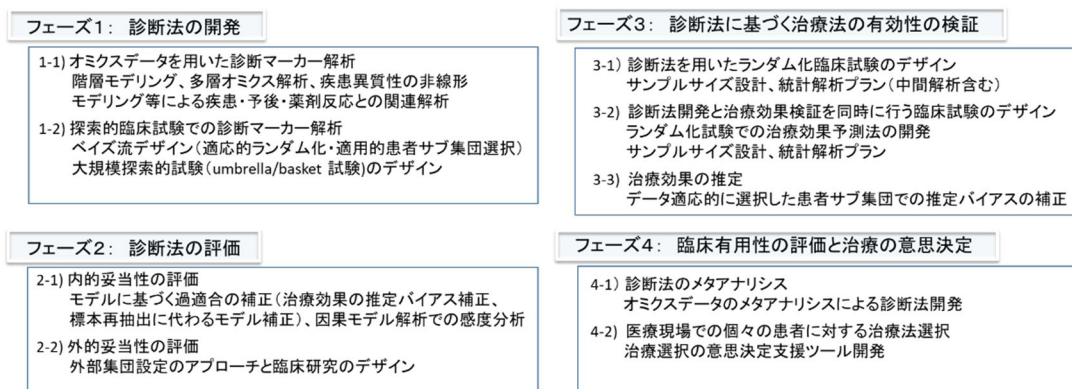 フェーズ1: 診断法の開発
1-1) オミクスデータを用いた診断マーカー解析
階層モデリング、多層オミクス解析、疾患異質性の非線形
モデリング等による疾患・予後・薬剤反応との関連解析
1-2) 探索的臨床試験での診断マーカー解析
ベイズ流デザイン(適応的ランダム化・適用的患者サブ集団選択)
大規模探索的試験(umbrella/basket 試験)のデザイン
フェーズ2: 診断法の評価
2-1) 内的妥当性の評価
モデルに基づく過適合の補正(治療効果の推定バイアス補正、
標本再抽出に代わるモデル補正)、因果モデル解析での感度分析
2-2) 外的妥当性の評価
外部集団設定のアプローチと臨床研究のデザイン
フェーズ3: 診断法に基づく治療法の有効性の検証
3-1) 診断法を用いたランダム化臨床試験のデザイン
サンプルサイズ設計、統計解析プラン(中間解析含む)
3-2) 診断法開発と治療効果検証を同時に行う臨床試験のデザイン
ランダム化試験での治療効果予測法の開発
サンプルサイズ設計、統計解析プラン
3-3) 治療効果の推定
データ適応的に選択した患者サブ集団での推定バイアスの補正
フェーズ4: 臨床有用性の評価と治療の意思決定
4-1) 診断法のメタアナリシス
オミクスデータのメタアナリシスによる診断法開発
4-2) 医療現場での個々の患者に対する治療法選択
治療選択の意思決定支援ツール開発